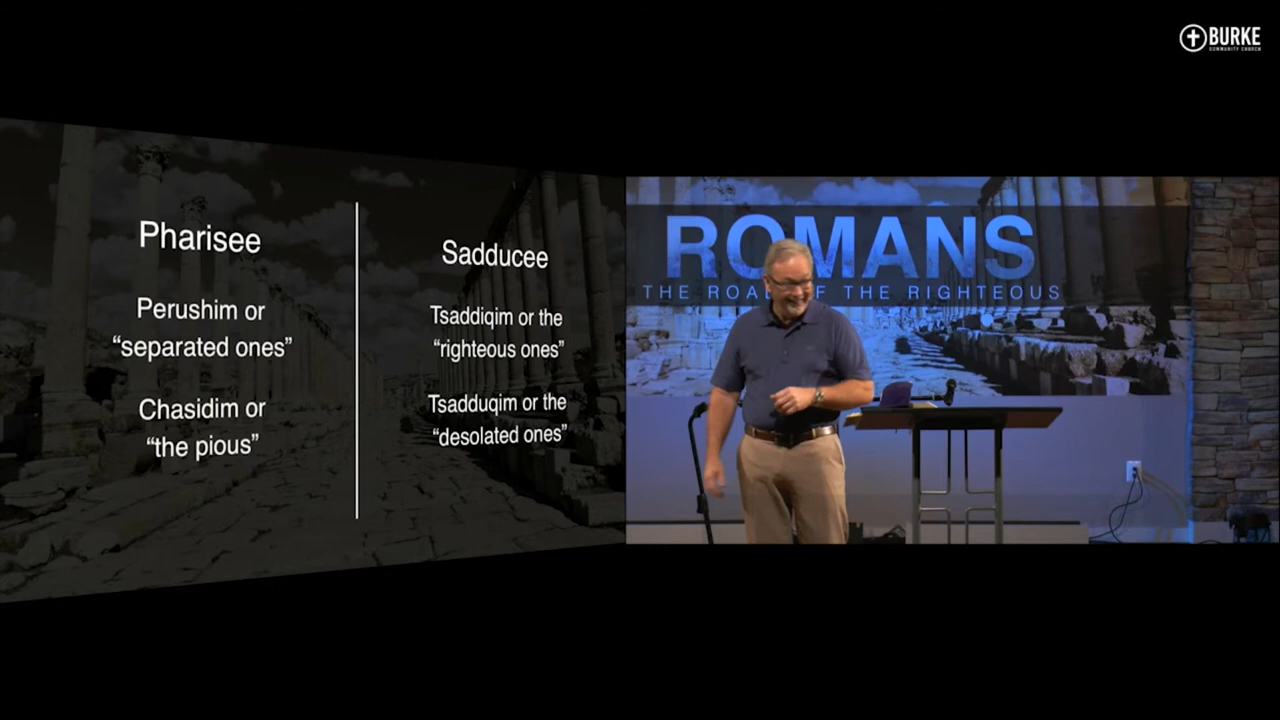 BURKE
COMMUNITY CHURCH
Pharisee
Perushim or
“separated ones”
Chasidim or
“the pious”
Sadducee
Tsaddiqim or the
“righteous ones”
Tsadduqim or the
“desolated ones”
ROMANS
THE ROAD OF THE RIGHTEOUS